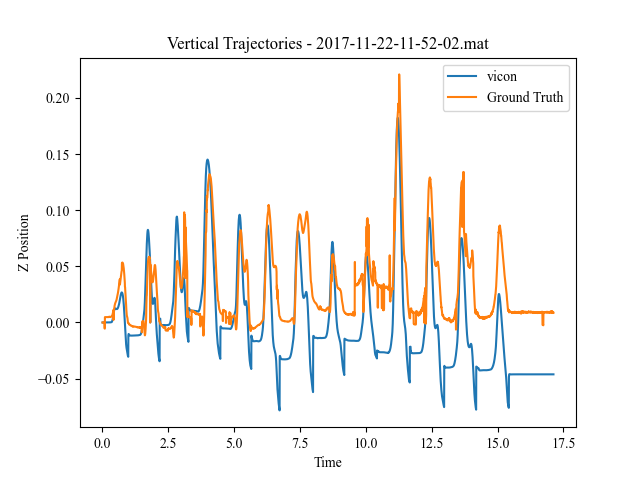 Vertical Trajectories - 2017-11-22-11-52-02.mat
vicon
Ground Truth
0.20
0.15
0.10
0.05
0.00
−0.05
Z Position
0.0 2.5 5.0 7.5 10.0 12.5 15.0 17.5
Time